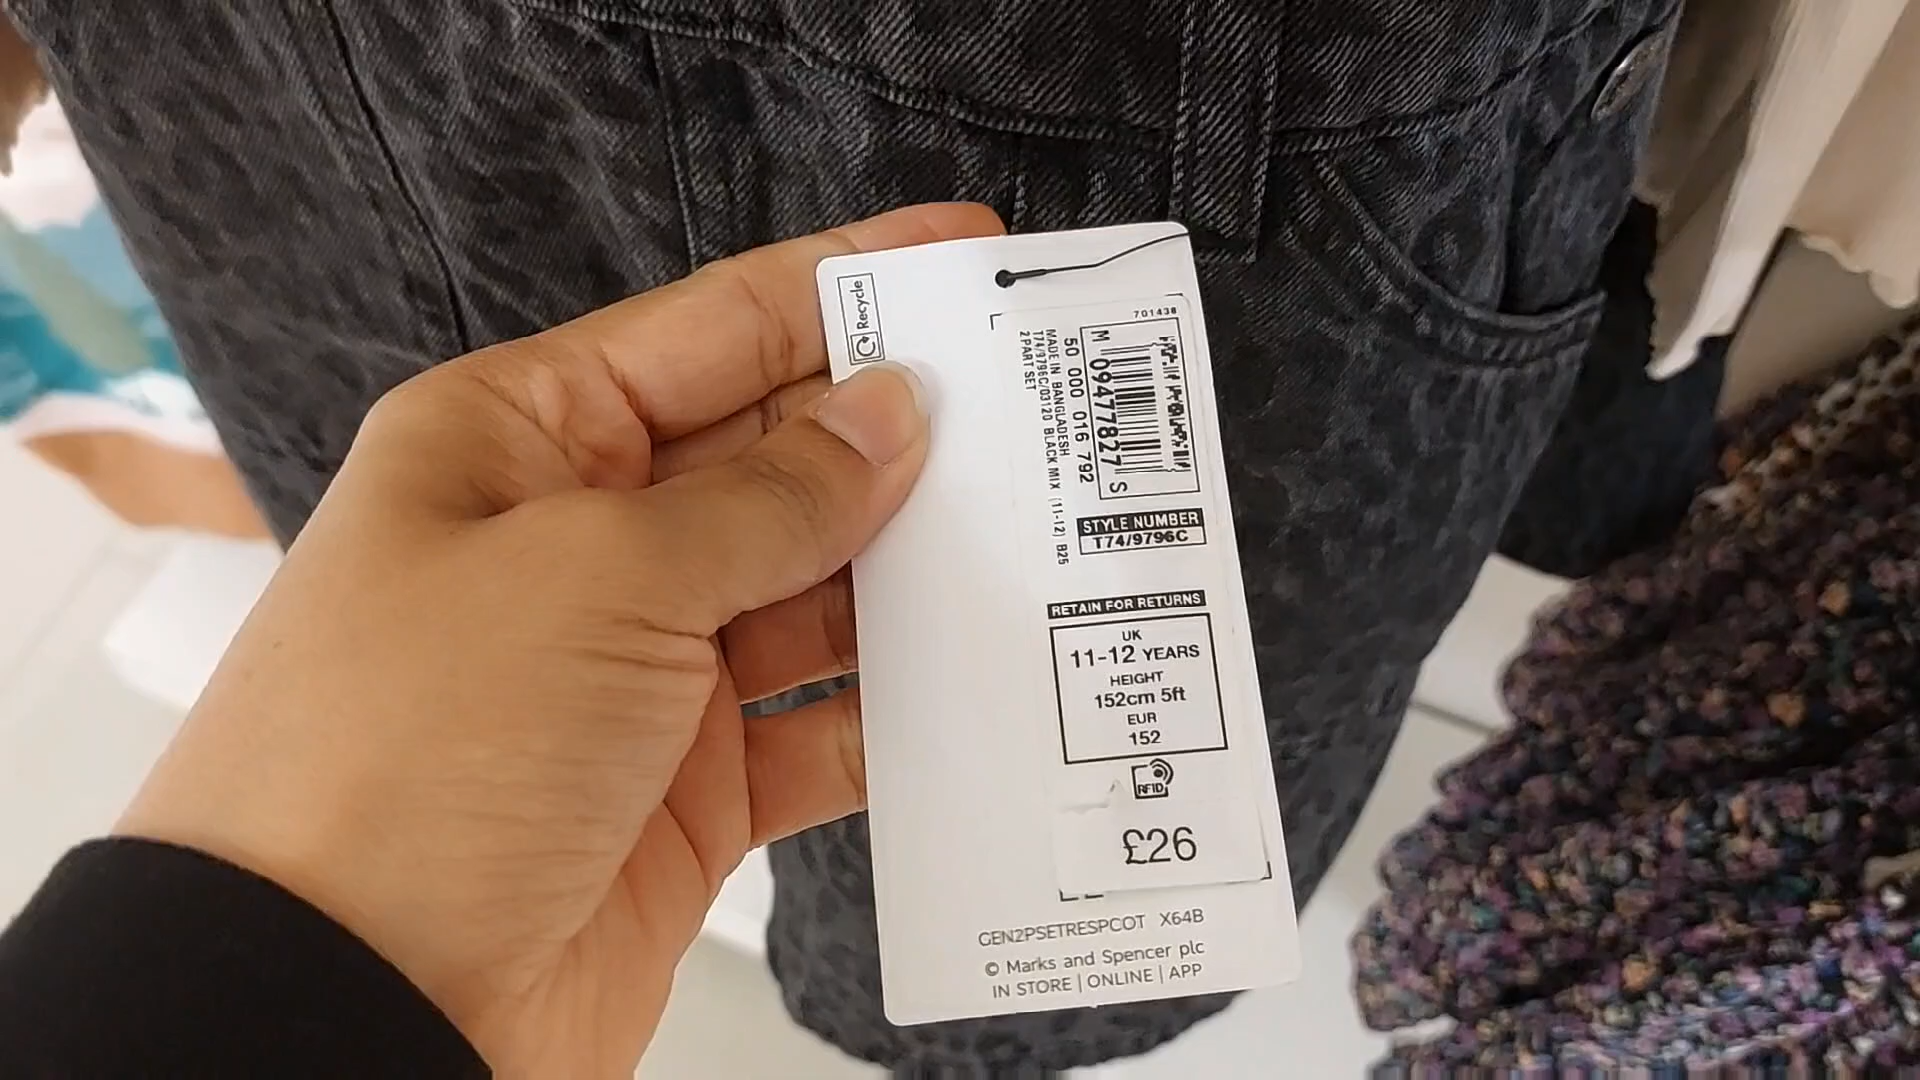 Recycle
701438
M 09477827 S
50 000 016 792
MADE IN BANGLADESH
T74/9796C/03120 BLACK MIX (11-12) B25
2 PART SET
STYLE NUMBER
T74/9796C
RETAIN FOR RETURNS
UK
11-12 YEARS
HEIGHT
152cm 5ft
EUR
152
RFID
£26
GEN2PSETRESPCOT X64B
© Marks and Spencer plc
IN STORE | ONLINE | APP